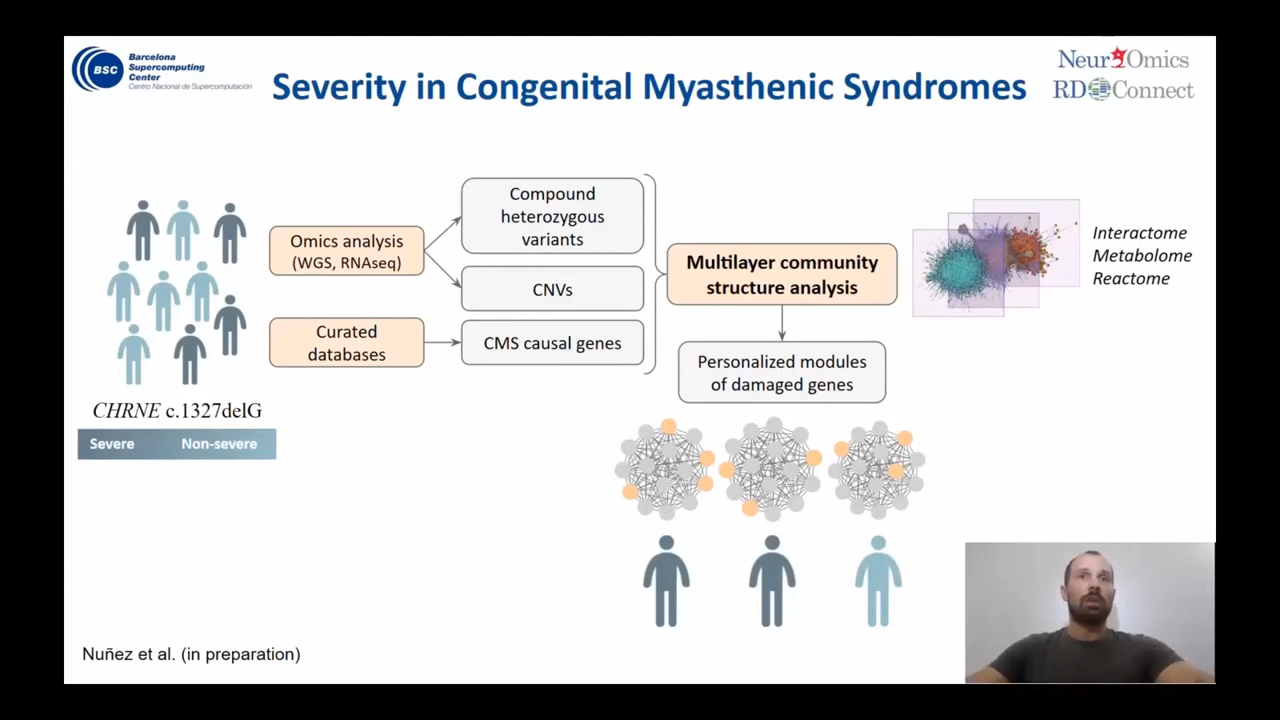 BSC
Barcelona
Supercomputing
Center
Centro Nacional de Supercomputación
Severity in Congenital Myasthenic Syndromes
NeurOmics
RD Connect
Compound
heterozygous
variants
Omics analysis
(WGS, RNAseq)
CNVs
Curated
databases
CMS causal genes
Multilayer community
structure analysis
Interactome
Metabolome
Reactome
Personalized modules
of damaged genes
CHRNE c.1327delG
Severe Non-severe
Nuñez et al. (in preparation)